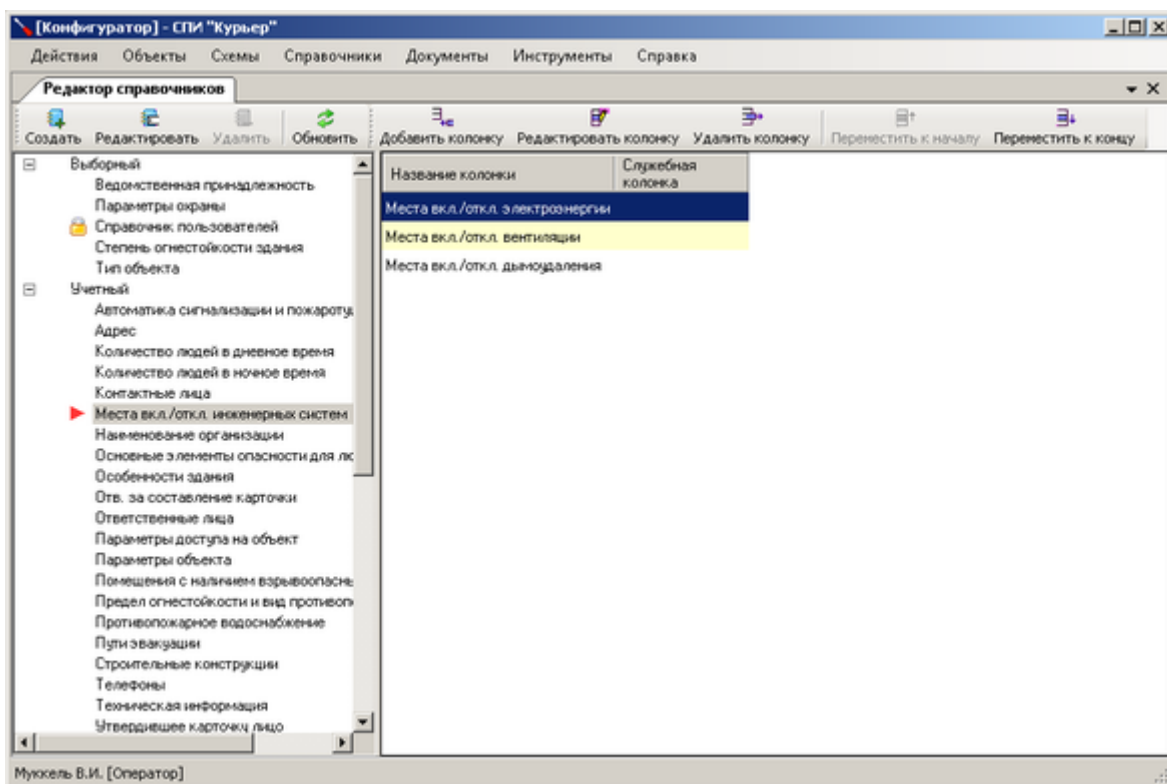 [Конфигуратор] - СПИ "Курьер"
Действия Объекты Схемы Справочники Документы Инструменты Справка
Редактор справочников
Создать Редактировать Удалить Обновить Добавить колонку Редактировать колонку Удалить колонку Переместить к началу Переместить к концу
Выборный
Ведомственная принадлежность
Параметры охраны
Справочник пользователей
Степень огнестойкости здания
Тип объекта
Учетный
Автоматика сигнализации и пожароту
Адрес
Количество людей в дневное время
Количество людей в ночное время
Контактные лица
Места вкл./откл. инженерных систем
Наименование организации
Основные элементы опасности для лю
Особенности здания
Отв. за составление карточки
Ответственные лица
Параметры доступа на объект
Параметры объекта
Помещения с наличием взрывоопасны
Предел огнестойкости и вид противопо
Противопожарное водоснабжение
Пути эвакуации
Строительные конструкции
Телефоны
Техническая информация
Утвердившее карточку лицо
Название колонки
Служебная
колонка
Места вкл./откл. электроэнергии
Места вкл./откл. вентиляции
Места вкл./откл. дымоудаления
Муккель В.И. [Оператор]